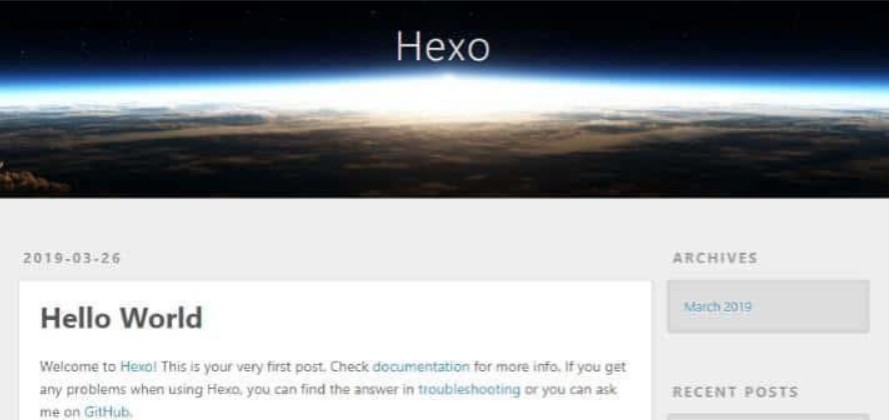 Hexo
2019-03-26
Hello World
Welcome to Hexo! This is your very first post. Check documentation for more info. If you get
any problems when using Hexo, you can find the answer in troubleshooting or you can ask
me on GitHub.
ARCHIVES
March 2019
RECENT POSTS